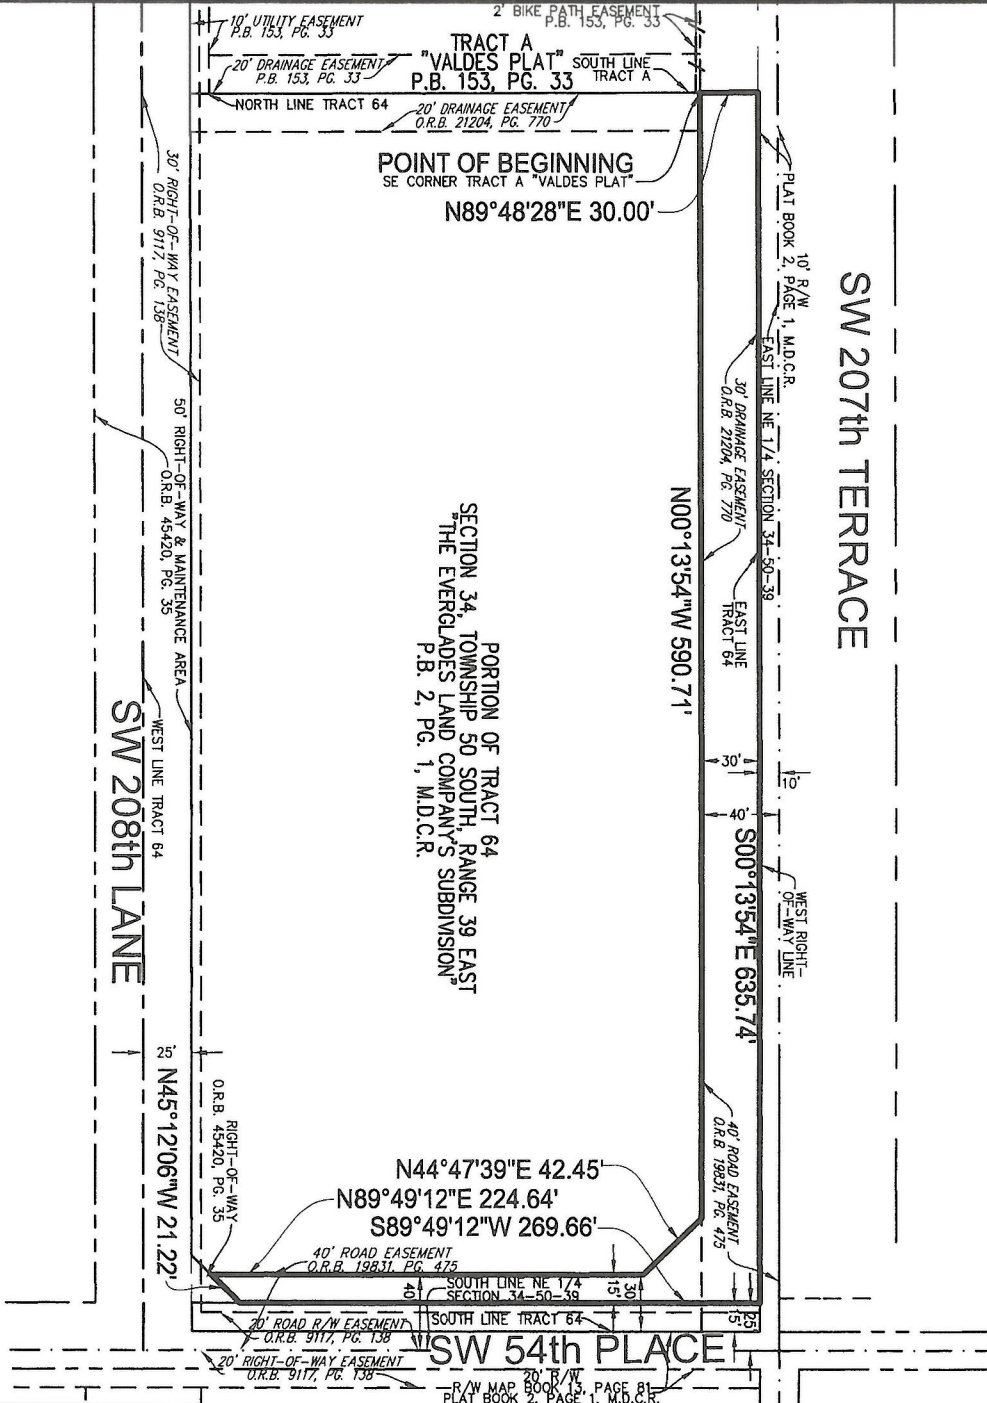 2' BIKE PATH EASEMENT
P.B. 153, PG. 33
10' UTILITY EASEMENT
P.B. 153, PG. 33
TRACT A
"VALDES PLAT"
P.B. 153, PG. 33
20' DRAINAGE EASEMENT
P.B. 153, PG. 33
SOUTH LINE
TRACT A
NORTH LINE TRACT 64
20' DRAINAGE EASEMENT
O.R.B. 21204, PG. 770
POINT OF BEGINNING
SE CORNER TRACT A "VALDES PLAT"
N89°48'28"E 30.00'
30' RIGHT-OF-WAY EASEMENT
O.R.B. 9117, PG. 138
10' R/W
PLAT BOOK 2, PAGE 1, M.D.C.R.
EAST LINE NE 1/4 SECTION 34-50-39
SW 207th TERRACE
30' DRAINAGE EASEMENT
O.R.B. 21204, PG. 770
50' RIGHT-OF-WAY & MAINTENANCE AREA
O.R.B. 45420, PG. 35
N00°13'54"W 590.71'
EAST LINE
TRACT 64
PORTION OF TRACT 64
SECTION 34, TOWNSHIP 50 SOUTH, RANGE 39 EAST
"THE EVERGLADES LAND COMPANY'S SUBDIVISION"
P.B. 2, PG. 1, M.D.C.R.
WEST LINE TRACT 64
SW 208th LANE
30'
10'
40'
S00°13'54"E 635.74'
WEST RIGHT-
OF-WAY LINE
25'
N45°12'06"W 21.22'
RIGHT-OF-WAY
O.R.B. 45420, PG. 35
40' ROAD EASEMENT
O.R.B. 19831, PG. 475
N44°47'39"E 42.45'
N89°49'12"E 224.64'
S89°49'12"W 269.66'
40' ROAD EASEMENT
O.R.B. 19831, PG. 475
SOUTH LINE NE 1/4
SECTION 34-50-39
40'
15'
30'
15'
25'
20' ROAD R/W EASEMENT
O.R.B. 9117, PG. 138
SOUTH LINE TRACT 64
SW 54th PLACE
20' RIGHT-OF-WAY EASEMENT
O.R.B. 9117, PG. 138
20' R/W
R/W MAP BOOK 13, PAGE 81
PLAT BOOK 2, PAGE 1, M.D.C.R.